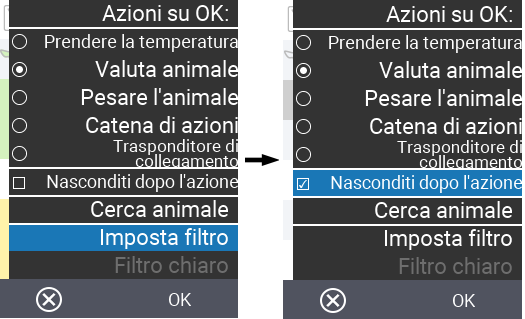 Azioni su OK:
Prendere la temperatura
Valuta animale
Pesare l'animale
Catena di azioni
Trasponditore di
collegamento
Nasconditi dopo l'azione
Cerca animale
Imposta filtro
Filtro chiaro
OK
Azioni su OK:
Prendere la temperatura
Valuta animale
Pesare l'animale
Catena di azioni
Trasponditore di
collegamento
Nasconditi dopo l'azione
Cerca animale
Imposta filtro
Filtro chiaro
OK